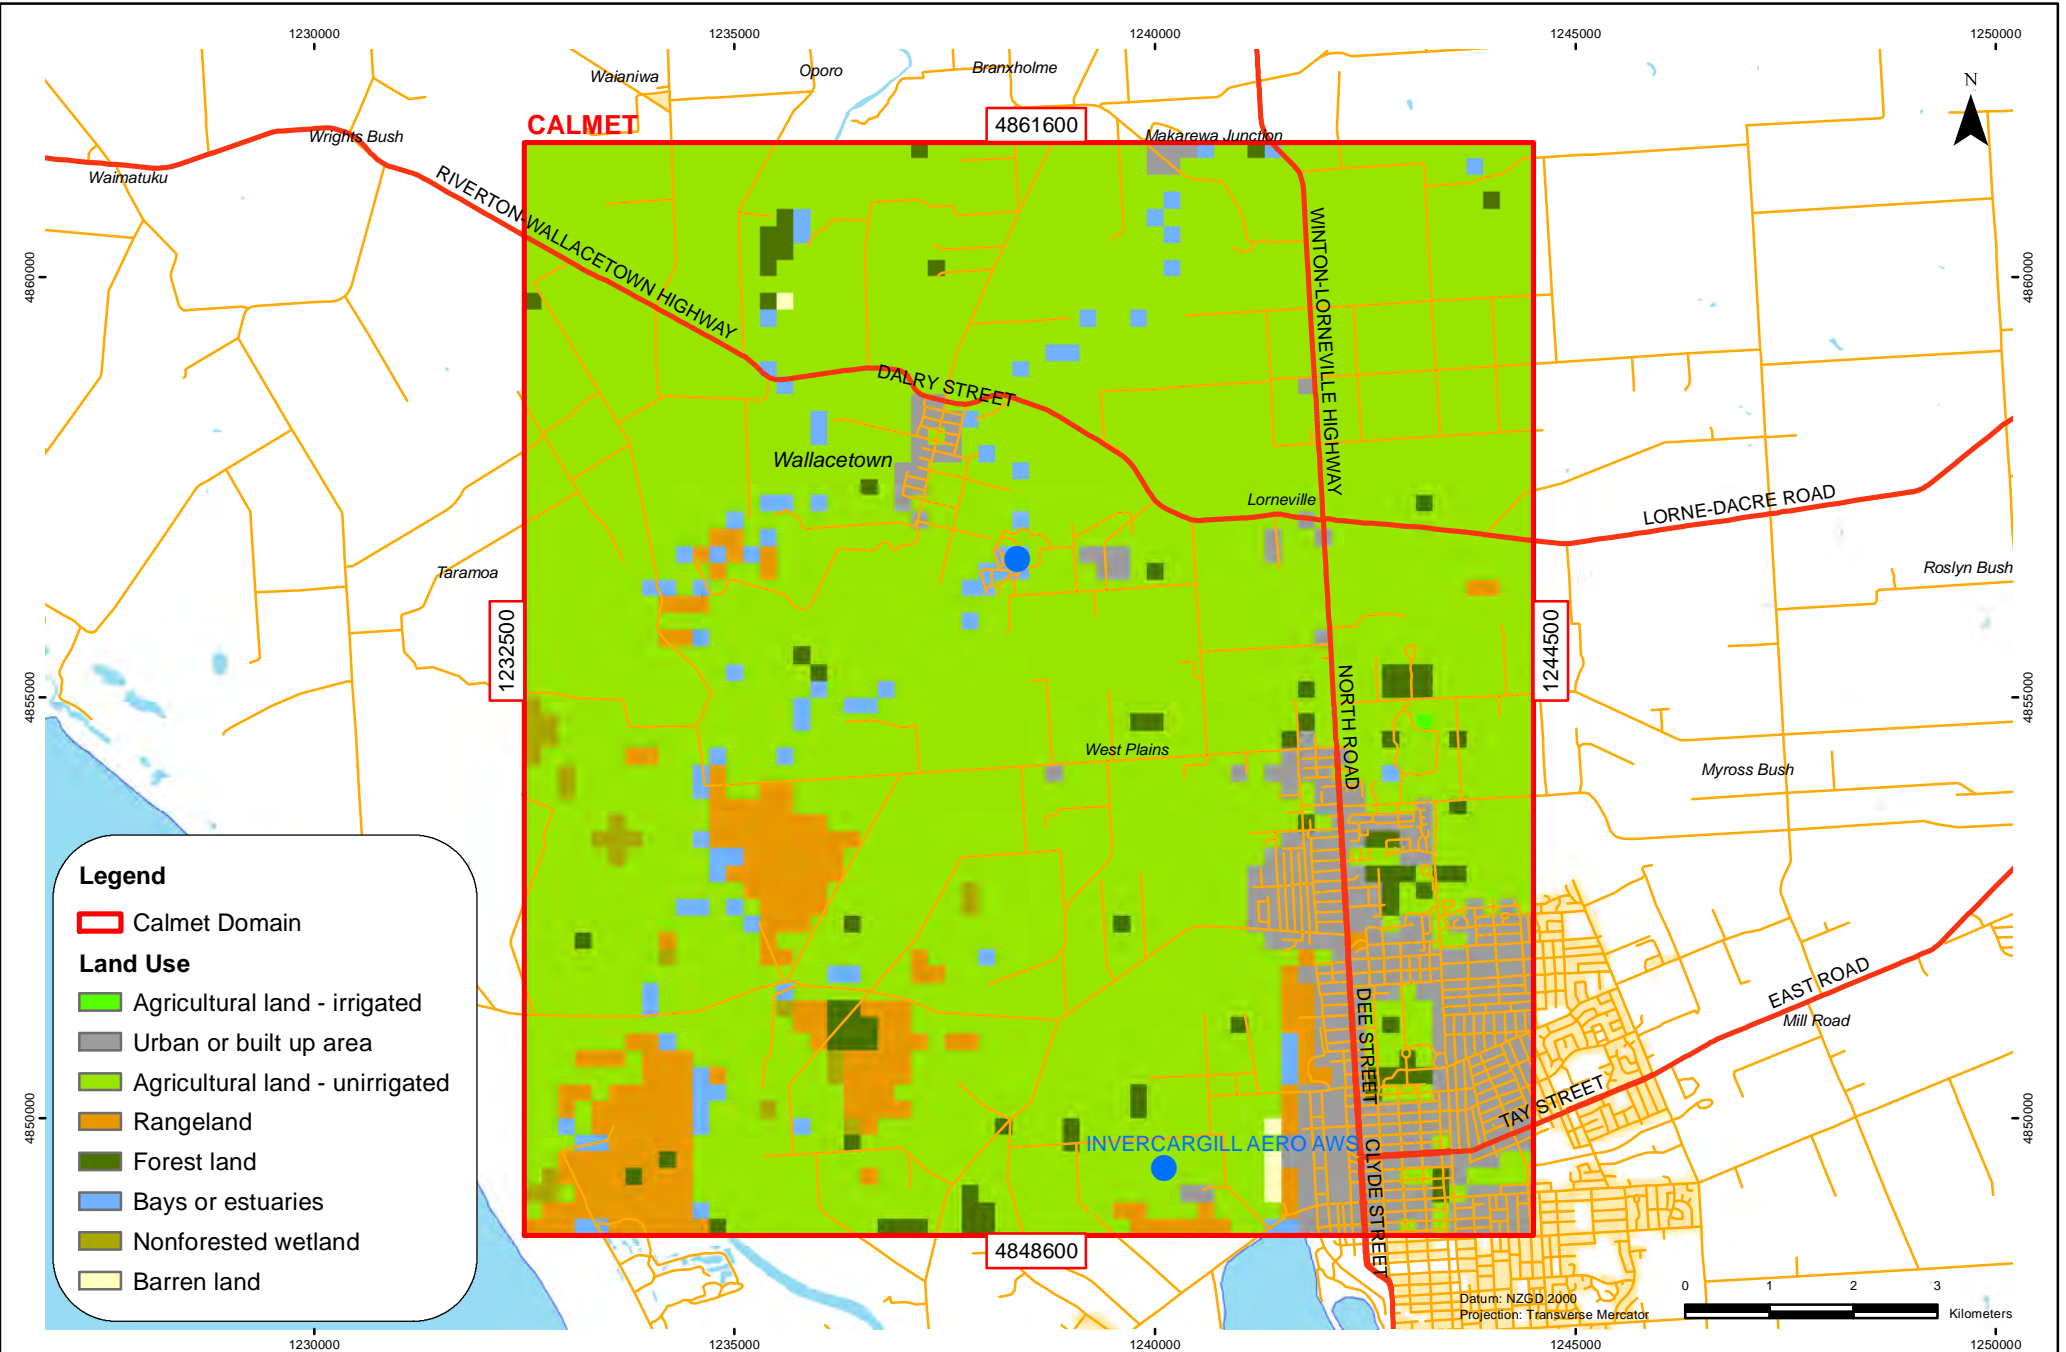 1230000
1235000
1240000
1245000
1250000
Waianiwa
Oporo
Branxholme
N
CALMET
4861600
Makarewa Junction
Wrights Bush
Waimatuku
RIVERTON-WALLACETOWN HIGHWAY
WINTON-LORNEVILLE HIGHWAY
4860000
4860000
DALRY STREET
Wallacetown
Lorneville
LORNE-DACRE ROAD
Taramoa
Roslyn Bush
1232500
1244500
4855000
4855000
NORTH ROAD
West Plains
Myross Bush
Legend
Calmet Domain
Land Use
Agricultural land - irrigated
Urban or built up area
Agricultural land - unirrigated
Rangeland
Forest land
Bays or estuaries
Nonforested wetland
Barren land
EAST ROAD
Mill Road
DEE STREET
TAY STREET
4850000
4850000
INVERCARGILL AERO AWS
CLYDE STREET
4848600
Datum: NZGD 2000
Projection: Transverse Mercator
0 1 2 3
Kilometers
1230000
1235000
1240000
1245000
1250000